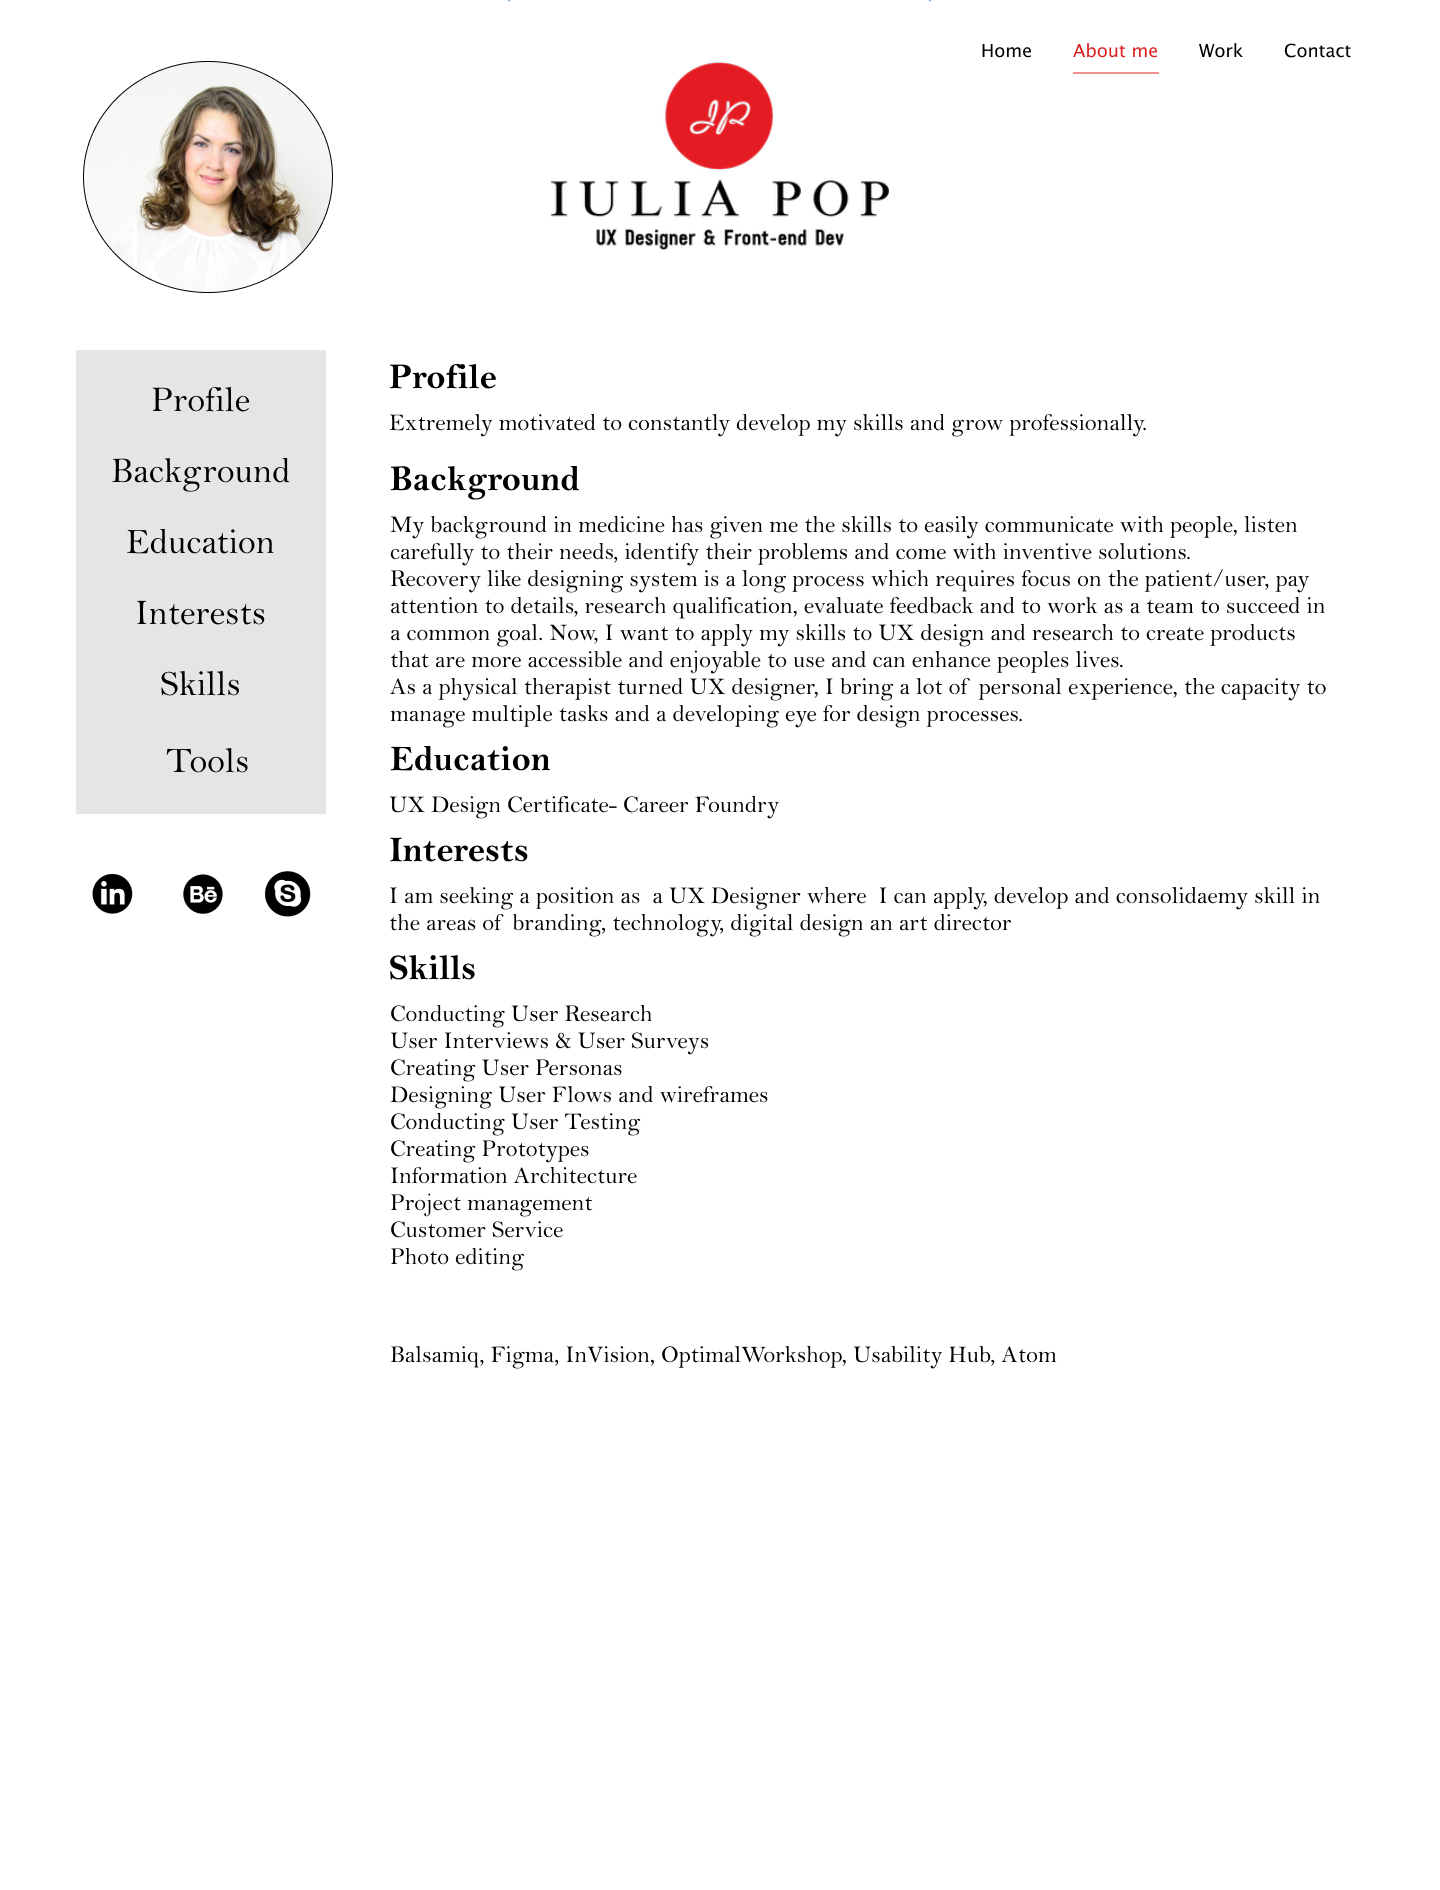 Home About me Work Contact
JP
IULIA POP
UX Designer & Front-end Dev
Profile
Background
Education
Interests
Skills
Tools
in Bē S
Profile
Extremely motivated to constantly develop my skills and grow professionally.
Background
My background in medicine has given me the skills to easily communicate with people, listen
carefully to their needs, identify their problems and come with inventive solutions.
Recovery like designing system is a long process which requires focus on the patient/user, pay
attention to details, research qualification, evaluate feedback and to work as a team to succeed in
a common goal. Now, I want to apply my skills to UX design and research to create products
that are more accessible and enjoyable to use and can enhance peoples lives.
As a physical therapist turned UX designer, I bring a lot of personal experience, the capacity to
manage multiple tasks and a developing eye for design processes.
Education
UX Design Certificate- Career Foundry
Interests
I am seeking a position as a UX Designer where I can apply, develop and consolidaemy skill in
the areas of branding, technology, digital design an art director
Skills
Conducting User Research
User Interviews & User Surveys
Creating User Personas
Designing User Flows and wireframes
Conducting User Testing
Creating Prototypes
Information Architecture
Project management
Customer Service
Photo editing
Balsamiq, Figma, InVision, OptimalWorkshop, Usability Hub, Atom